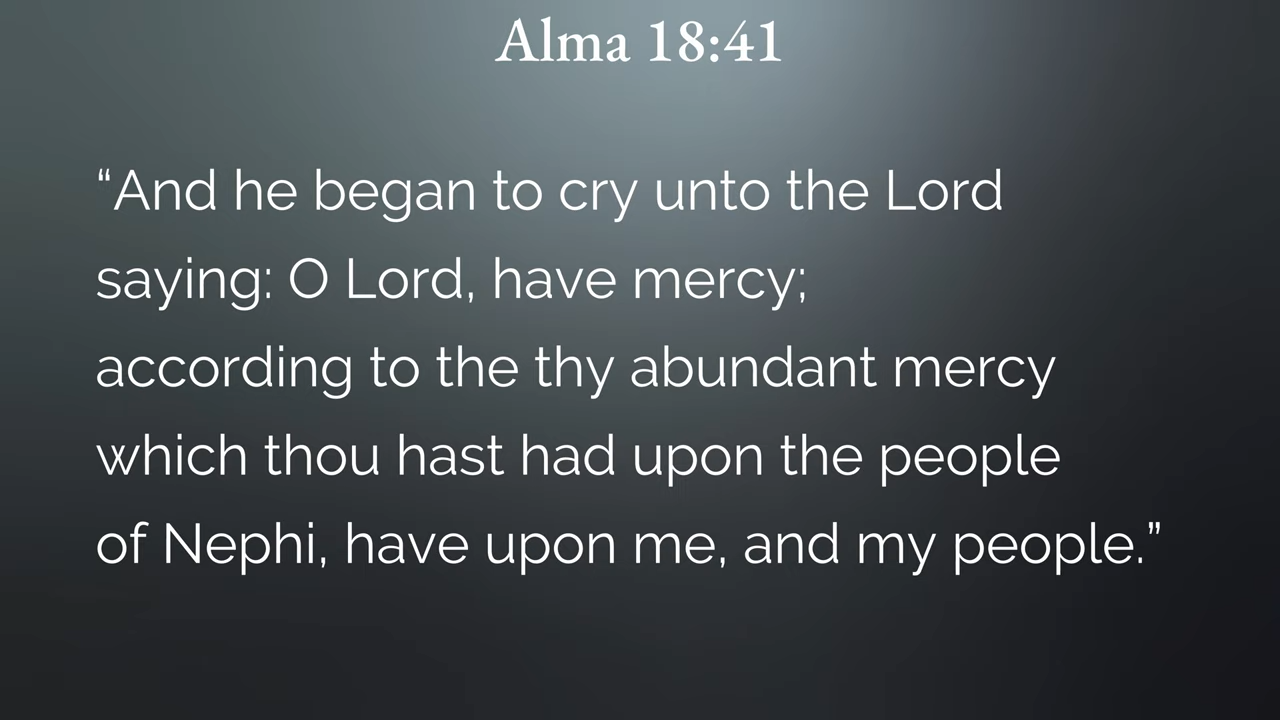 Alma 18:41
“And he began to cry unto the Lord
saying: O Lord, have mercy;
according to the thy abundant mercy
which thou hast had upon the people
of Nephi, have upon me, and my people.”